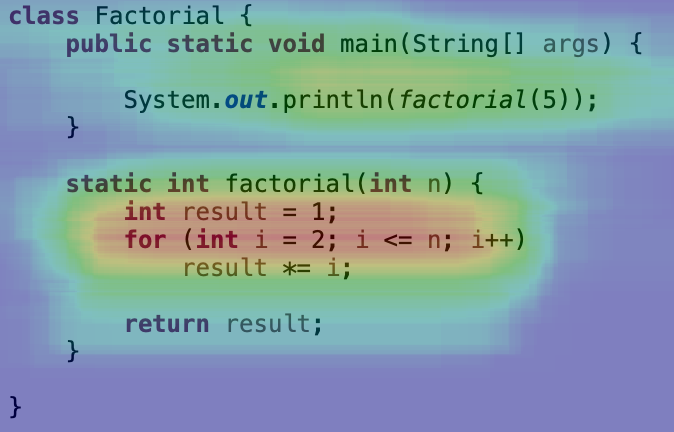 class Factorial {
    public static void main(String[] args) {
        System.out.println(factorial(5));
    }
    static int factorial(int n) {
        int result = 1;
        for (int i = 2; i <= n; i++)
            result *= i;
        return result;
    }
}